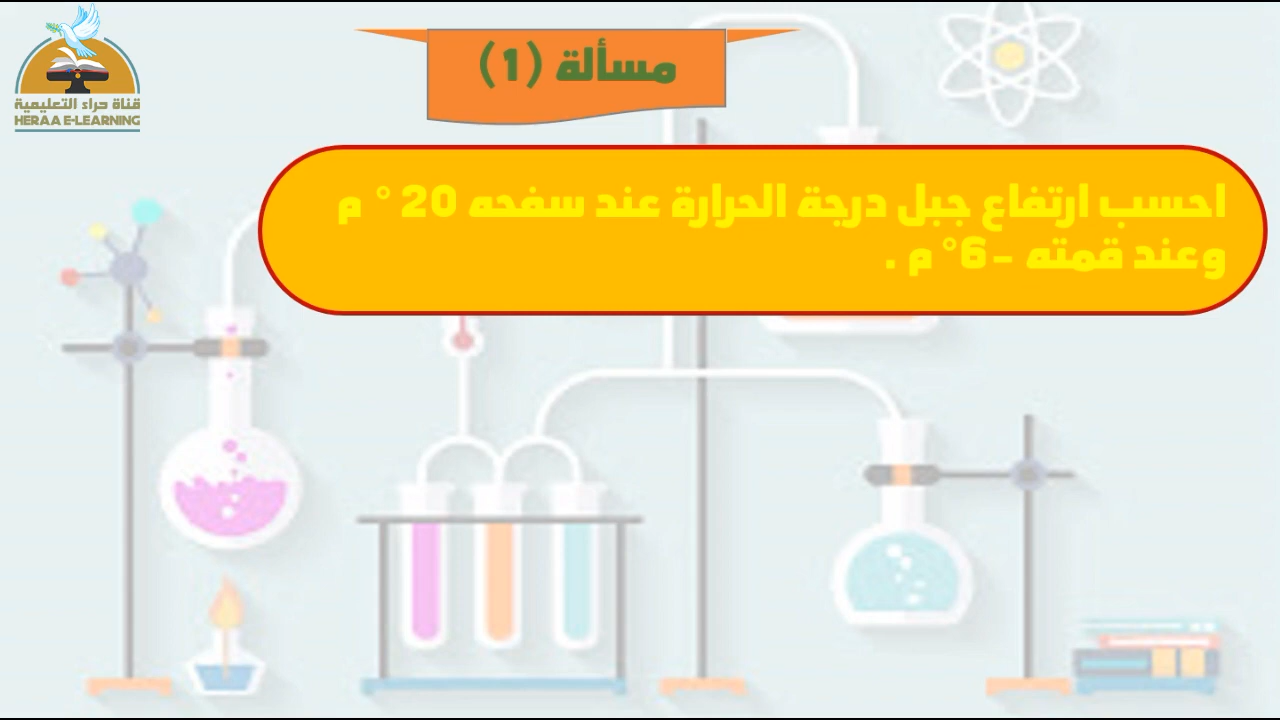 قناة حراء التعليمية
HERAA E-LEARNING
مسألة (1)
احسب ارتفاع جبل درجة الحرارة عند سفحه 20 ° م
وعند قمته –6° م .